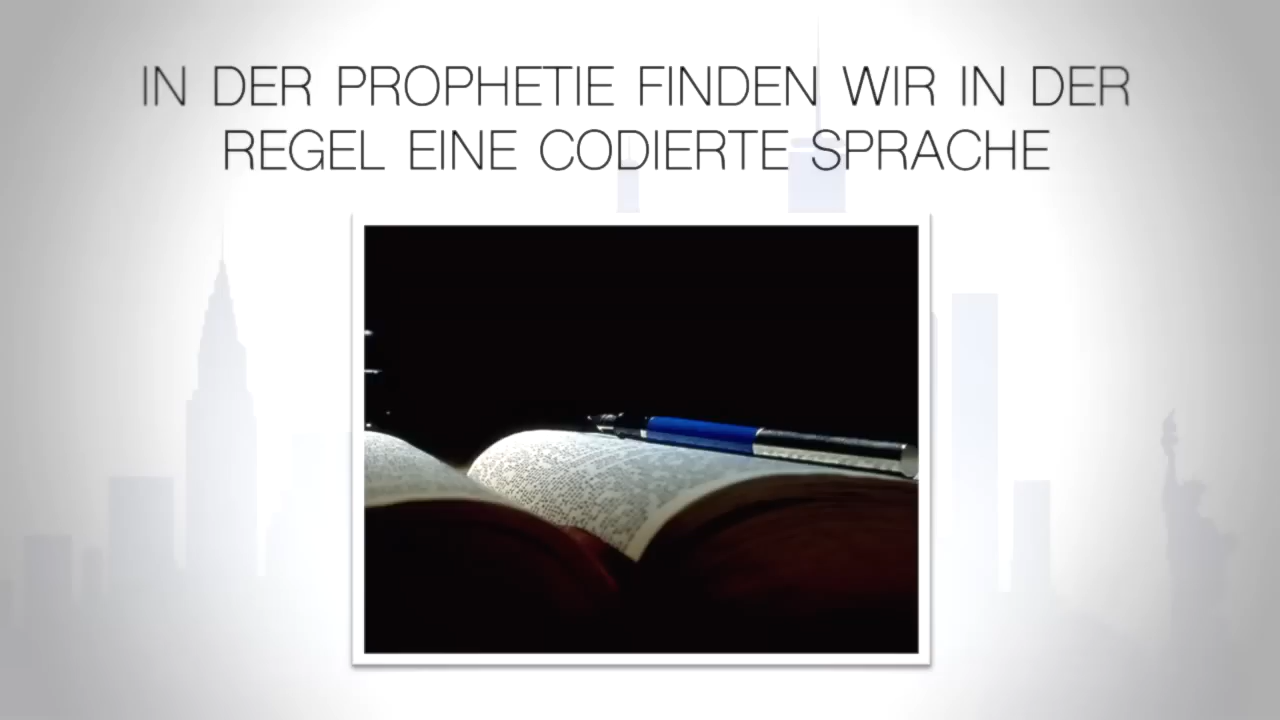 IN DER PROPHETIE FINDEN WIR IN DER
REGEL EINE CODIERTE SPRACHE